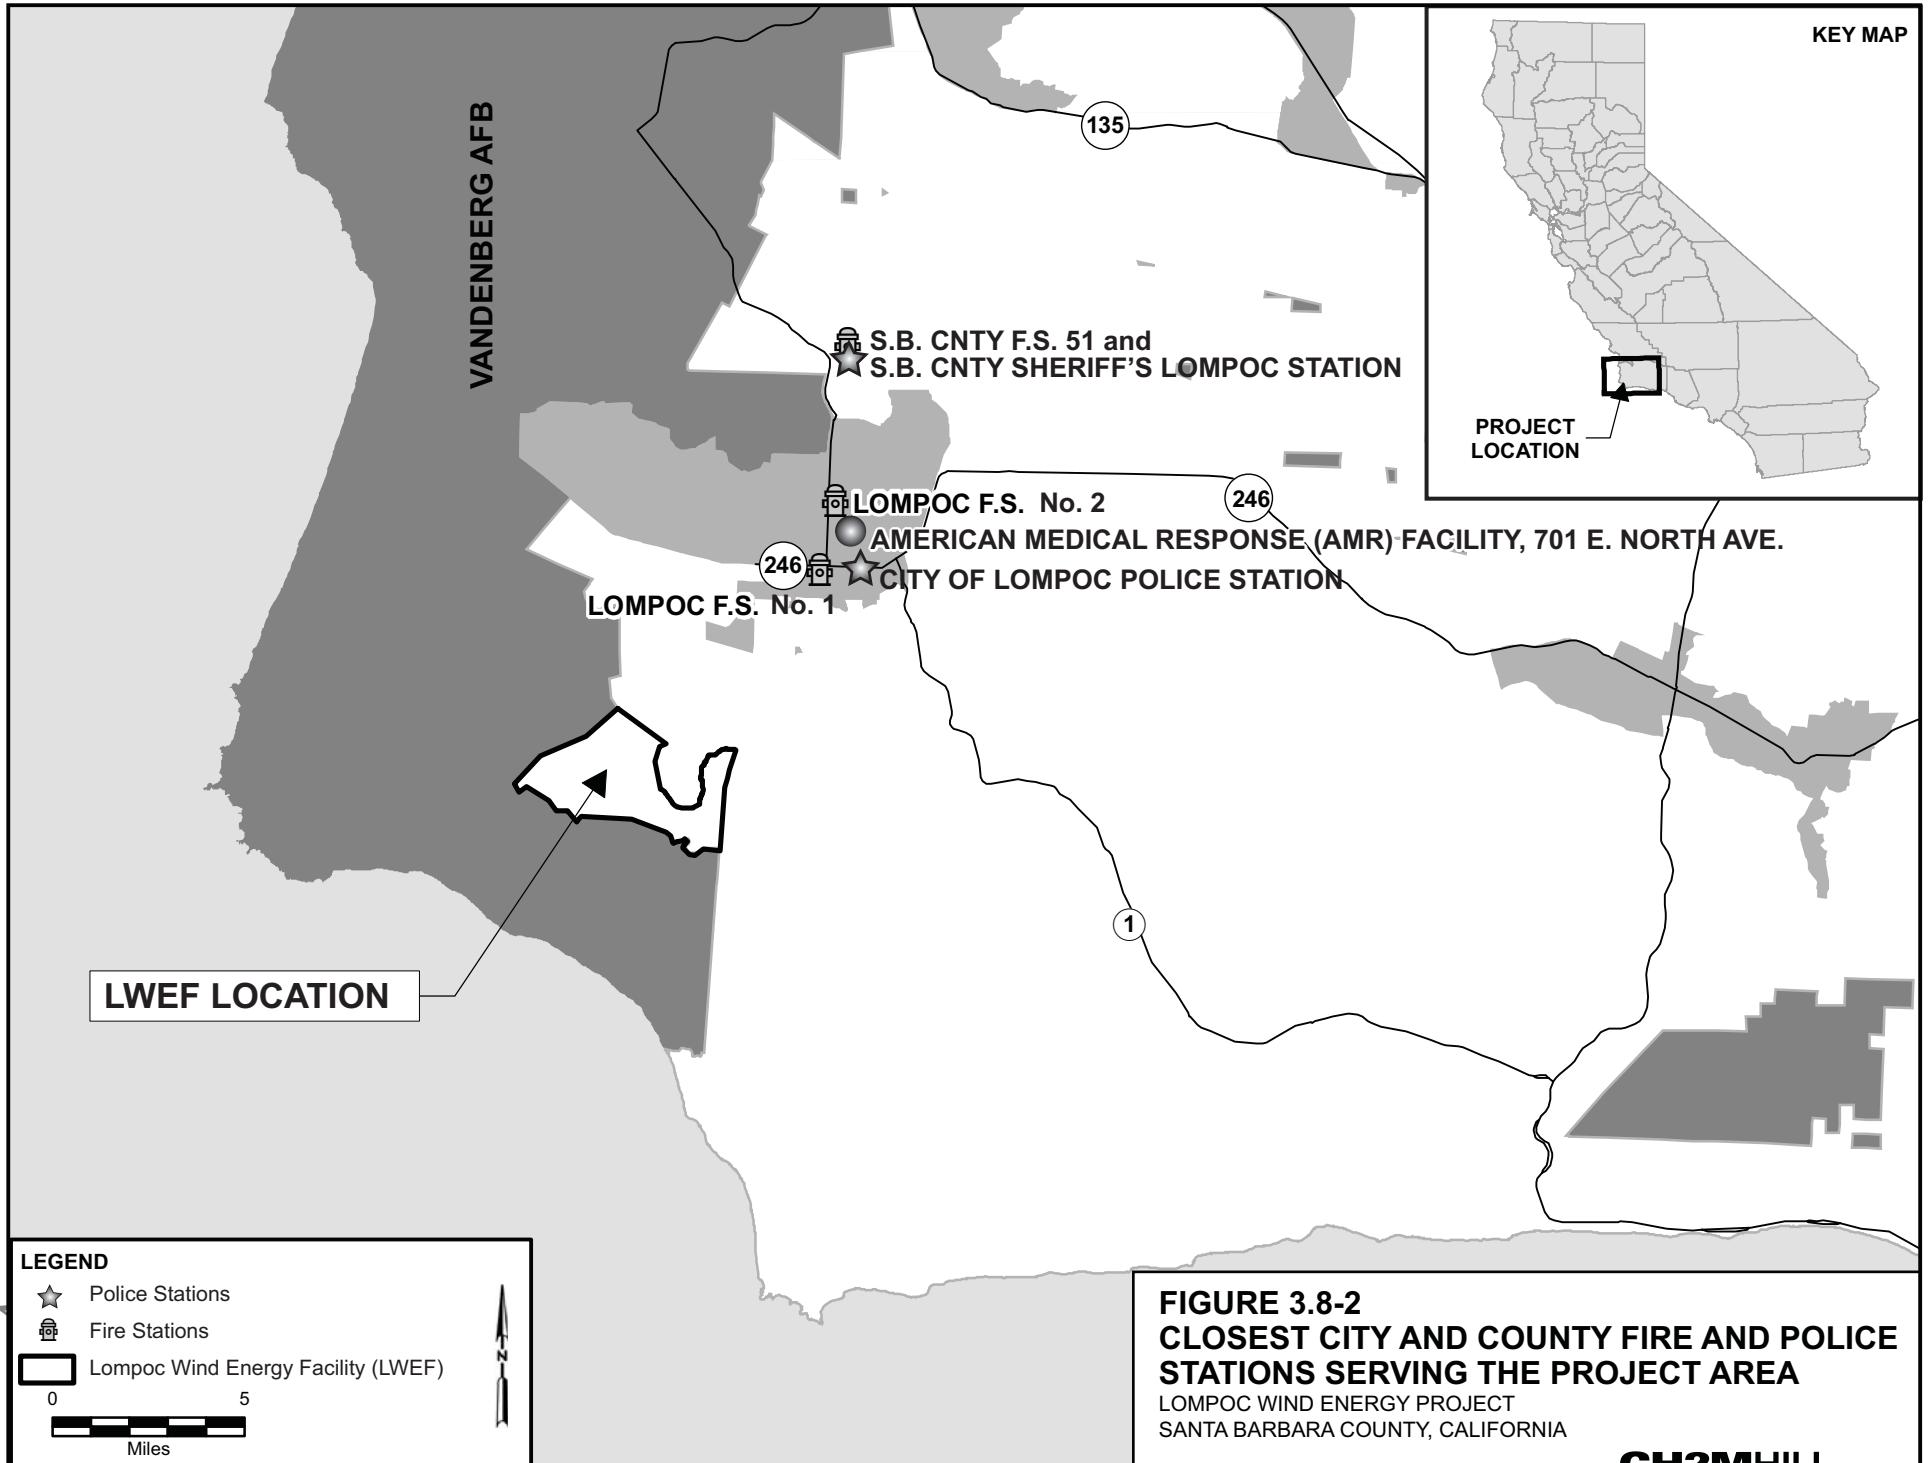 KEY MAP
PROJECT
LOCATION
VANDENBERG AFB
135
S.B. CNTY F.S. 51 and
S.B. CNTY SHERIFF'S LOMPOC STATION
246
LOMPOC F.S. No. 2
AMERICAN MEDICAL RESPONSE (AMR) FACILITY, 701 E. NORTH AVE.
246
CITY OF LOMPOC POLICE STATION
LOMPOC F.S. No. 1
1
LWEF LOCATION
LEGEND
Police Stations
Fire Stations
Lompoc Wind Energy Facility (LWEF)
0 5
Miles
N
FIGURE 3.8-2
CLOSEST CITY AND COUNTY FIRE AND POLICE
STATIONS SERVING THE PROJECT AREA
LOMPOC WIND ENERGY PROJECT
SANTA BARBARA COUNTY, CALIFORNIA
CH2MHILL